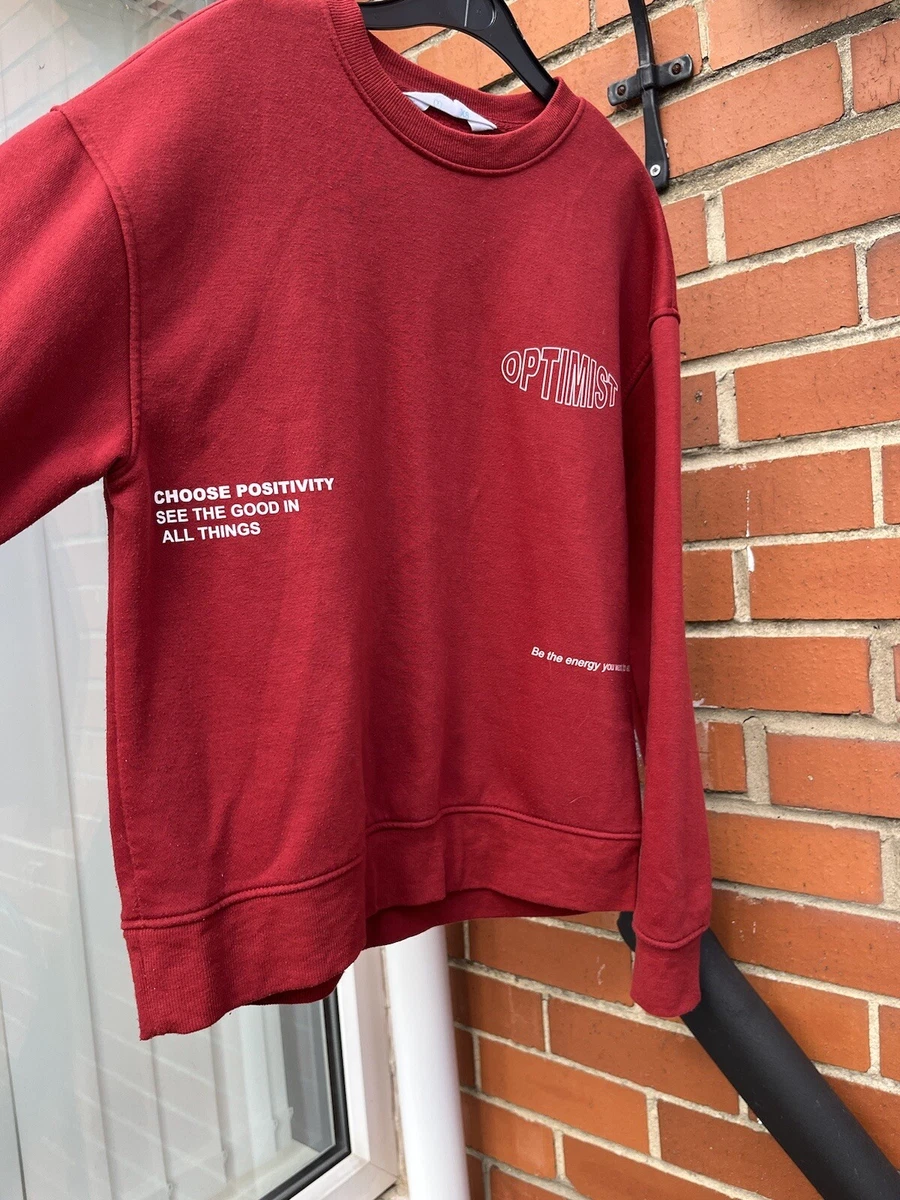 OPTIMIST
CHOOSE POSITIVITY
SEE THE GOOD IN
ALL THINGS
Be the energy you